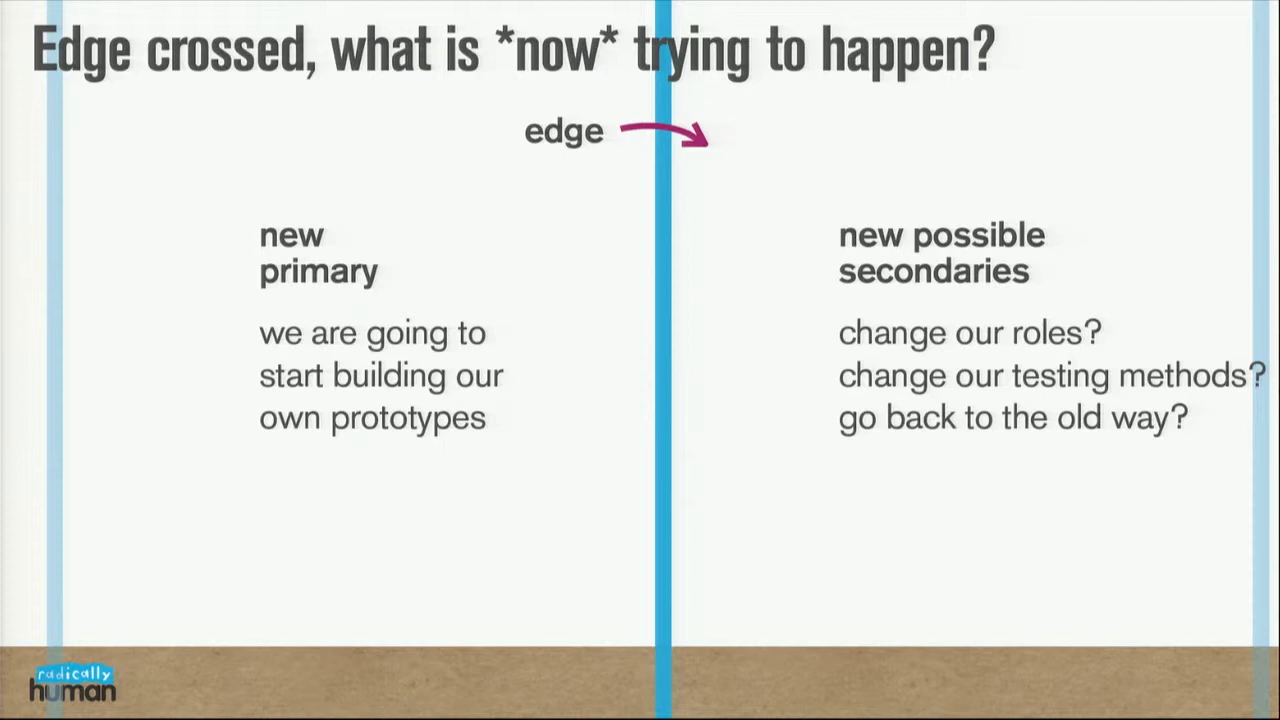 Edge crossed, what is *now* trying to happen?
edge
new
primary
we are going to
start building our
own prototypes
new possible
secondaries
change our roles?
change our testing methods?
go back to the old way?
radically
human